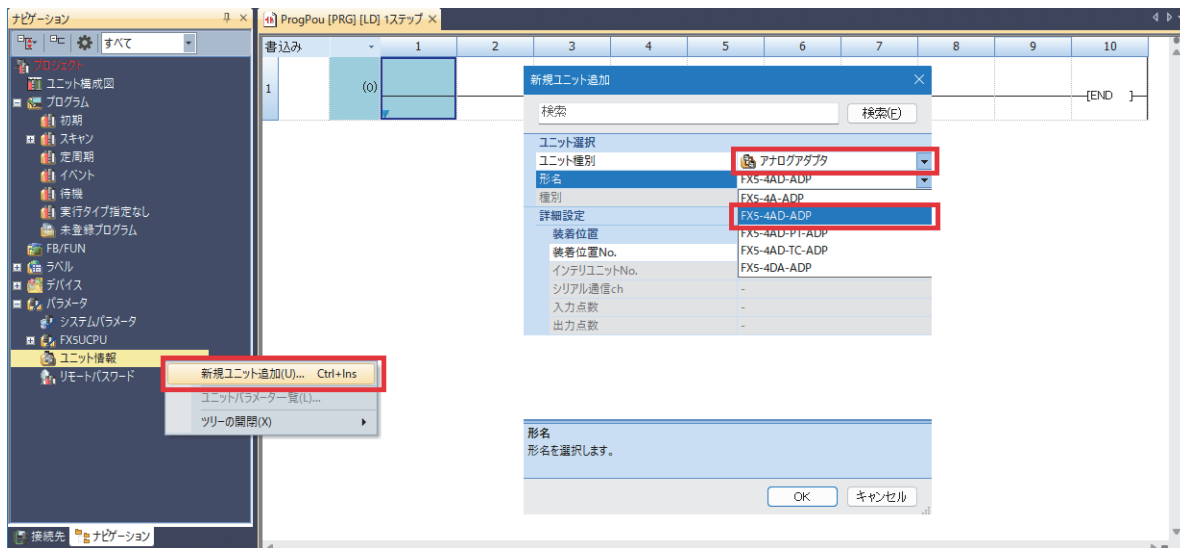 ナビゲーション
すべて
プロジェクト
ユニット構成図
プログラム
初期
スキャン
定周期
イベント
待機
実行タイプ指定なし
未登録プログラム
FB/FUN
ラベル
デバイス
パラメータ
システムパラメータ
FX5UCPU
ユニット情報
リモートパスワード
新規ユニット追加(U)... Ctrl+Ins
ユニットパラメータ一覧(L)...
ツリーの開閉(X)
接続先 ナビゲーション
ProgPou [PRG] [LD] 1ステップ
書込み 1 2 3 4 5 6 7 8 9 10
1 (0) [END ]
新規ユニット追加
検索 検索(F)
ユニット選択
ユニット種別 アナログアダプタ
形名 FX5-4AD-ADP
種別 FX5-4A-ADP
詳細設定 FX5-4AD-ADP
装着位置 FX5-4AD-PT-ADP
装着位置No. FX5-4AD-TC-ADP
インテリユニットNo. FX5-4DA-ADP
シリアル通信ch -
入力点数 -
出力点数 -
形名
形名を選択します。
OK キャンセル